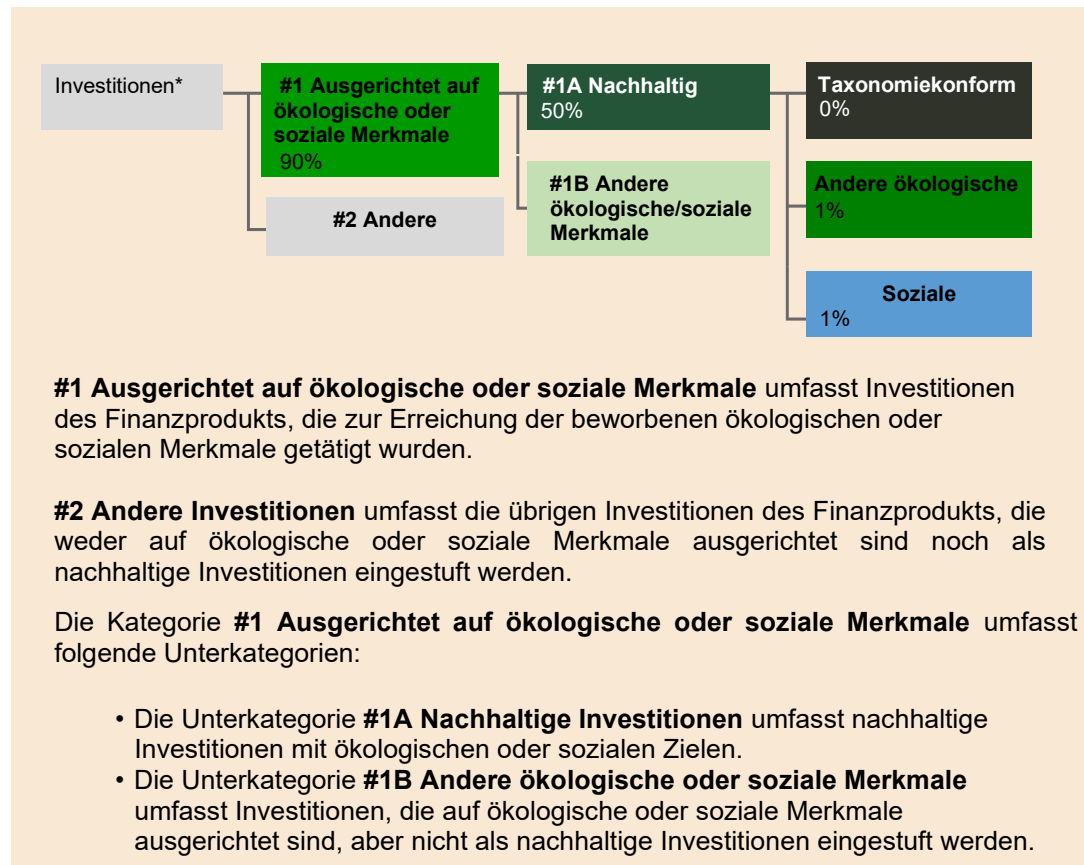 Investitionen*
#1 Ausgerichtet auf
ökologische oder
soziale Merkmale
90%
#2 Andere
#1A Nachhaltig
50%
#1B Andere
ökologische/soziale
Merkmale
Taxonomiekonform
0%
Andere ökologische
1%
Soziale
1%
#1 Ausgerichtet auf ökologische oder soziale Merkmale umfasst Investitionen
des Finanzprodukts, die zur Erreichung der beworbenen ökologischen oder
sozialen Merkmale getätigt wurden.
#2 Andere Investitionen umfasst die übrigen Investitionen des Finanzprodukts, die
weder auf ökologische oder soziale Merkmale ausgerichtet sind noch als
nachhaltige Investitionen eingestuft werden.
Die Kategorie #1 Ausgerichtet auf ökologische oder soziale Merkmale umfasst
folgende Unterkategorien:
• Die Unterkategorie #1A Nachhaltige Investitionen umfasst nachhaltige
Investitionen mit ökologischen oder sozialen Zielen.
• Die Unterkategorie #1B Andere ökologische oder soziale Merkmale
umfasst Investitionen, die auf ökologische oder soziale Merkmale
ausgerichtet sind, aber nicht als nachhaltige Investitionen eingestuft werden.